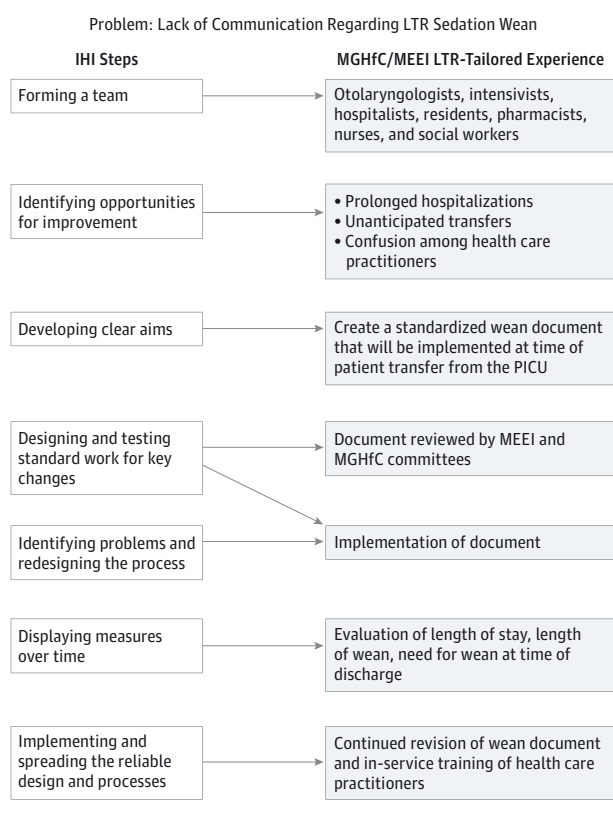 Problem: Lack of Communication Regarding LTR Sedation Wean
IHI Steps
MGHfC/MEEI LTR-Tailored Experience
Forming a team
Otolaryngologists, intensivists,
hospitalists, residents, pharmacists,
nurses, and social workers
Identifying opportunities
for improvement
• Prolonged hospitalizations
• Unanticipated transfers
• Confusion among health care
practitioners
Developing clear aims
Create a standardized wean document
that will be implemented at time of
patient transfer from the PICU
Designing and testing
standard work for key
changes
Document reviewed by MEEI and
MGHfC committees
Identifying problems and
redesigning the process
Implementation of document
Displaying measures
over time
Evaluation of length of stay, length
of wean, need for wean at time of
discharge
Implementing and
spreading the reliable
design and processes
Continued revision of wean document
and in-service training of health care
practitioners